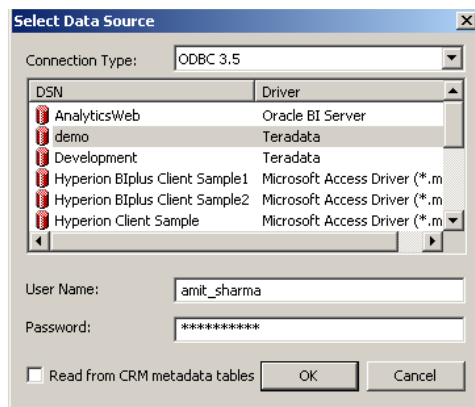 Select Data Source
Connection Type: ODBC 3.5
DSN Driver
AnalyticsWeb Oracle BI Server
demo Teradata
Development Teradata
Hyperion BIplus Client Sample1 Microsoft Access Driver (*.m
Hyperion BIplus Client Sample2 Microsoft Access Driver (*.m
Hyperion Client Sample Microsoft Access Driver (*.m
User Name: amit_sharma
Password: **********
Read from CRM metadata tables OK Cancel